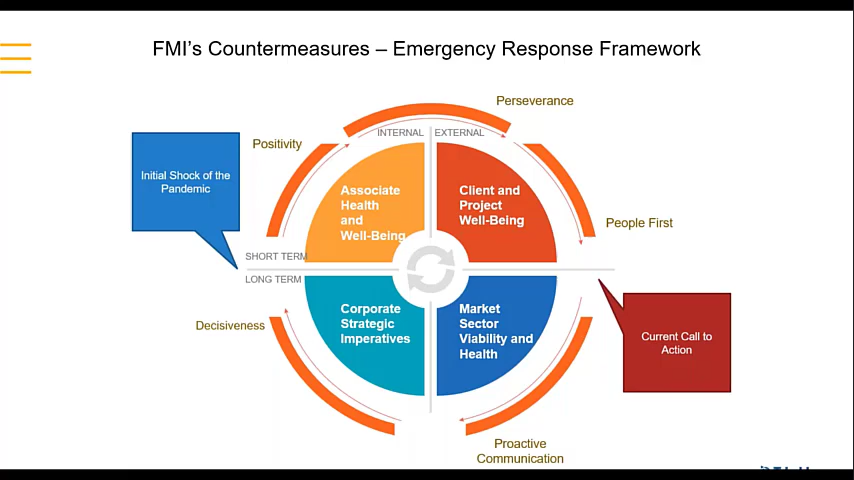 FMI’s Countermeasures – Emergency Response Framework
Perseverance
INTERNAL
EXTERNAL
Positivity
Initial Shock of the
Pandemic
Associate
Health
and
Well-Being
Client and
Project
Well-Being
People First
SHORT TERM
LONG TERM
Corporate
Strategic
Imperatives
Market
Sector
Viability and
Health
Decisiveness
Current Call to
Action
Proactive
Communication